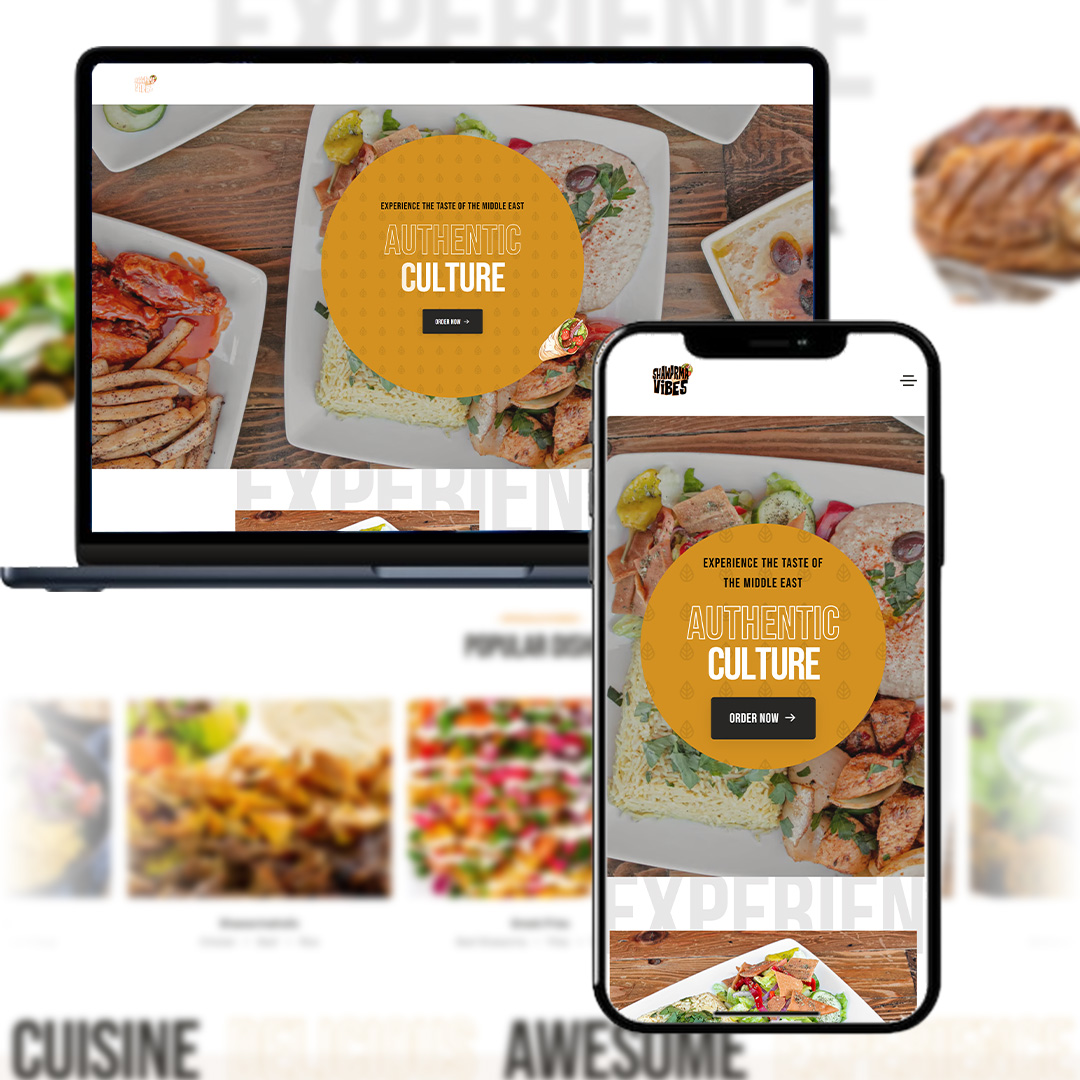 EXPERIENCE
EXPERIENCE THE TASTE OF THE MIDDLE EAST
AUTHENTIC
CULTURE
ORDER NOW →
EXPERIEN
SHAWRMA
VIBES
EXPERIENCE THE TASTE OF
THE MIDDLE EAST
AUTHENTIC
CULTURE
ORDER NOW →
EXPERIEN
POPULAR DISH
CUISINE
AWESOME